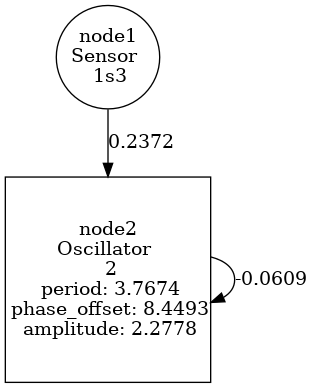 node1
Sensor
1s3
0.2372
node2
Oscillator
2
period: 3.7674
phase_offset: 8.4493
amplitude: 2.2778
-0.0609